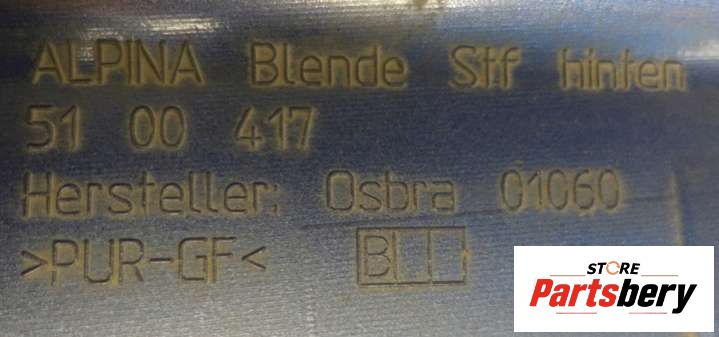 ALPINA Blende Stf hinten
51 00 417
Hersteller: Osbra 01060
>PUR-GF<
STORE
Partsbery